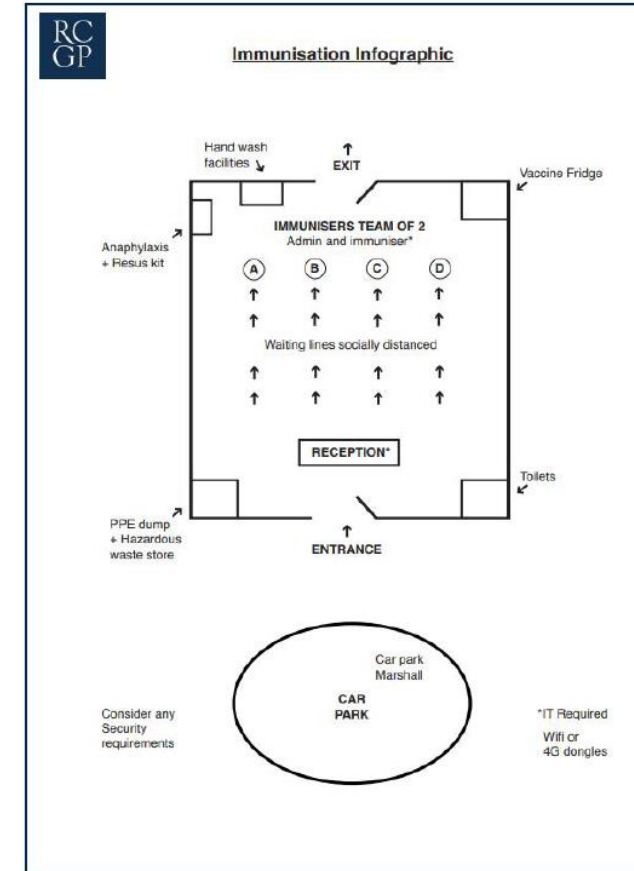 RC
GP
Immunisation Infographic
Hand wash
facilities
EXIT
Vaccine Fridge
IMMUNISERS TEAM OF 2
Admin and immuniser*
Anaphylaxis
+ Resus kit
A B C D
Waiting lines socially distanced
RECEPTION*
Toilets
PPE dump
+ Hazardous
waste store
ENTRANCE
Car park
Marshall
CAR
PARK
Consider any
Security
requirements
*IT Required
Wifi or
4G dongles